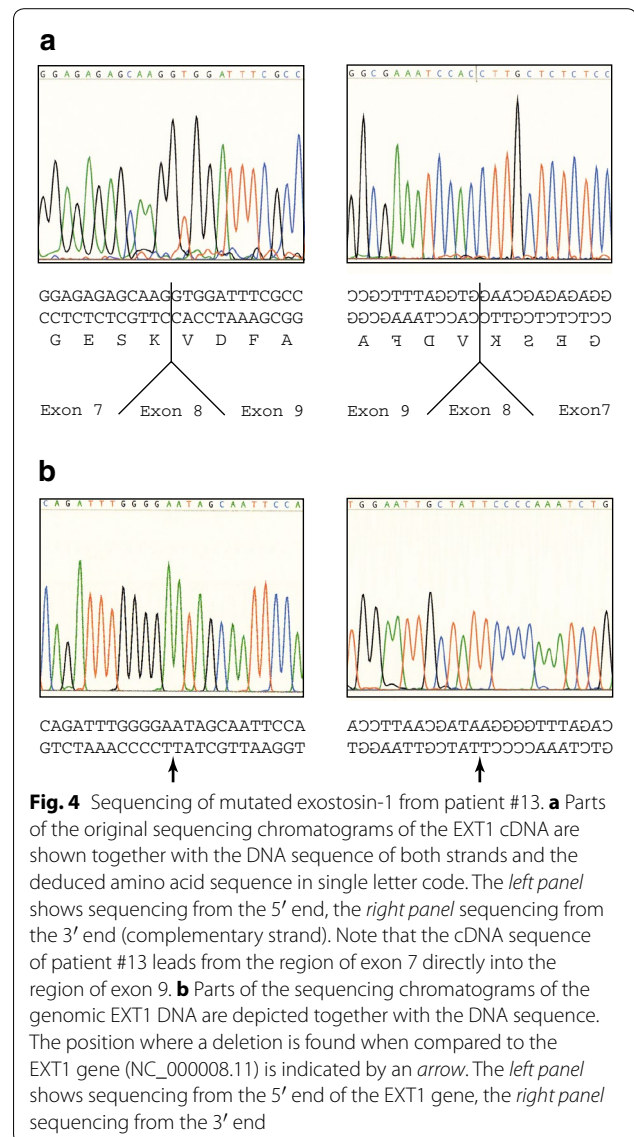 a
G G A G A G A G C A A G G T G G A T T T C G C C
G G C G A A A T C C A C C T T G C T C T C T C C
GGAGAGAGCAAGGTGGATTTCGCC
CCTCTCTCGTTCCACCTAAAGCGG
G E S K V D F A
Exon 7 Exon 8 Exon 9
CCGCTTTAGGTGGAACGAGAGAGG
GGCGAAATCCACCTTGCTCTCTCC
A F D V K S E G
Exon 9 Exon 8 Exon7
b
C A G A T T T G G G G A A T A G C A A T T C C A
T G G A A T T G C T A T T C C C C A A A T C T G
CAGATTTGGGGAATAGCAATTCCA
GTCTAAACCCCTTATCGTTAAGGT
ACCTTAACGATAAGGGGTTTAGAC
TGGAATTGCTATTCCCCAAATCTG
Fig. 4 Sequencing of mutated exostosin-1 from patient #13. a Parts
of the original sequencing chromatograms of the EXT1 cDNA are
shown together with the DNA sequence of both strands and the
deduced amino acid sequence in single letter code. The left panel
shows sequencing from the 5′ end, the right panel sequencing from
the 3′ end (complementary strand). Note that the cDNA sequence
of patient #13 leads from the region of exon 7 directly into the
region of exon 9. b Parts of the sequencing chromatograms of the
genomic EXT1 DNA are depicted together with the DNA sequence.
The position where a deletion is found when compared to the
EXT1 gene (NC_000008.11) is indicated by an arrow. The left panel
shows sequencing from the 5′ end of the EXT1 gene, the right panel
sequencing from the 3′ end